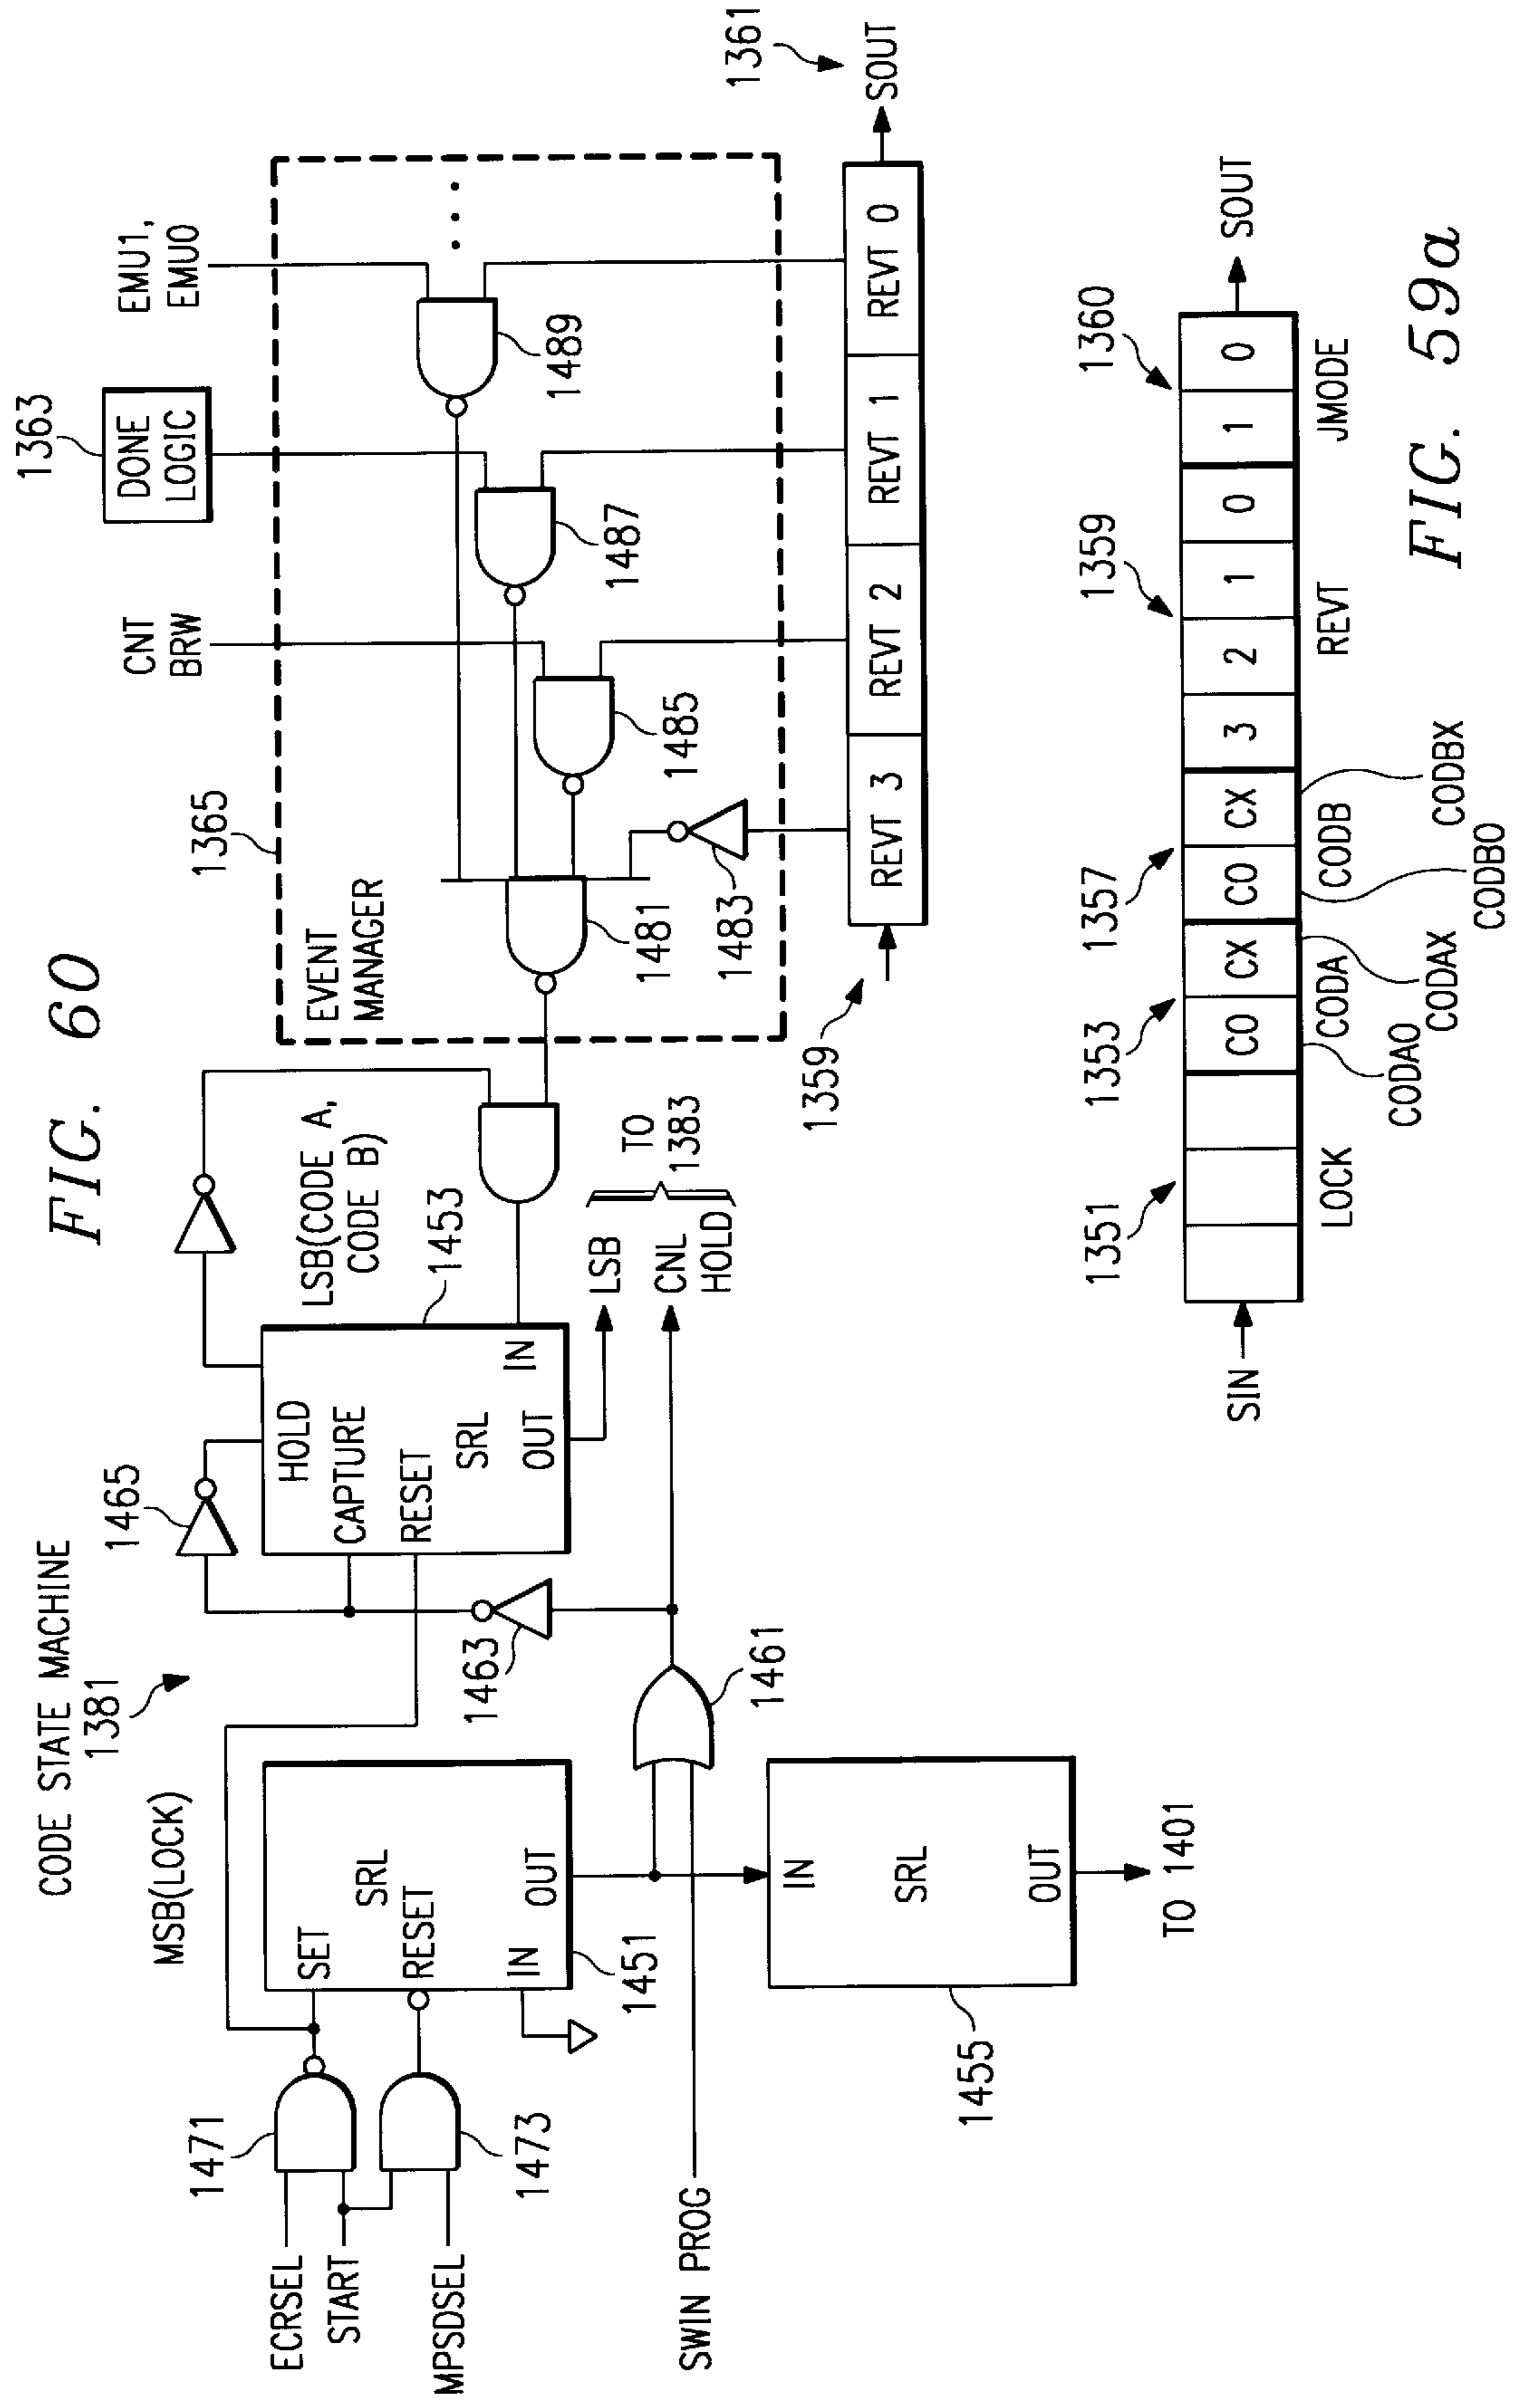 FIG. 60
CODE STATE MACHINE
1381
MSB(LOCK)
1471
ECRSEL
START
MPSDSEL
1473
SET
SRL
RESET
IN
OUT
1451
SWIN PROG
1461
IN
SRL
OUT
1455
TO 1401
1463
1465
HOLD
CAPTURE
RESET
SRL
IN
OUT
1453
LSB(CODE A,
CODE B)
LSB
CNL
HOLD
TO
1383
1365
EVENT
MANAGER
1481
1483
1485
1487
1489
CNT
BRW
1363
DONE
LOGIC
EMU1,
EMU0
1359
REVT 3
REVT 2
REVT 1
REVT 0
SOUT
1361
1351
1353
1357
1359
1360
SIN
CO
CX
CO
CX
3
2
1
0
1
0
SOUT
LOCK
CODA
CODB
REVT
JMODE
CODAO
CODAX
CODBO
CODBX
FIG. 59a